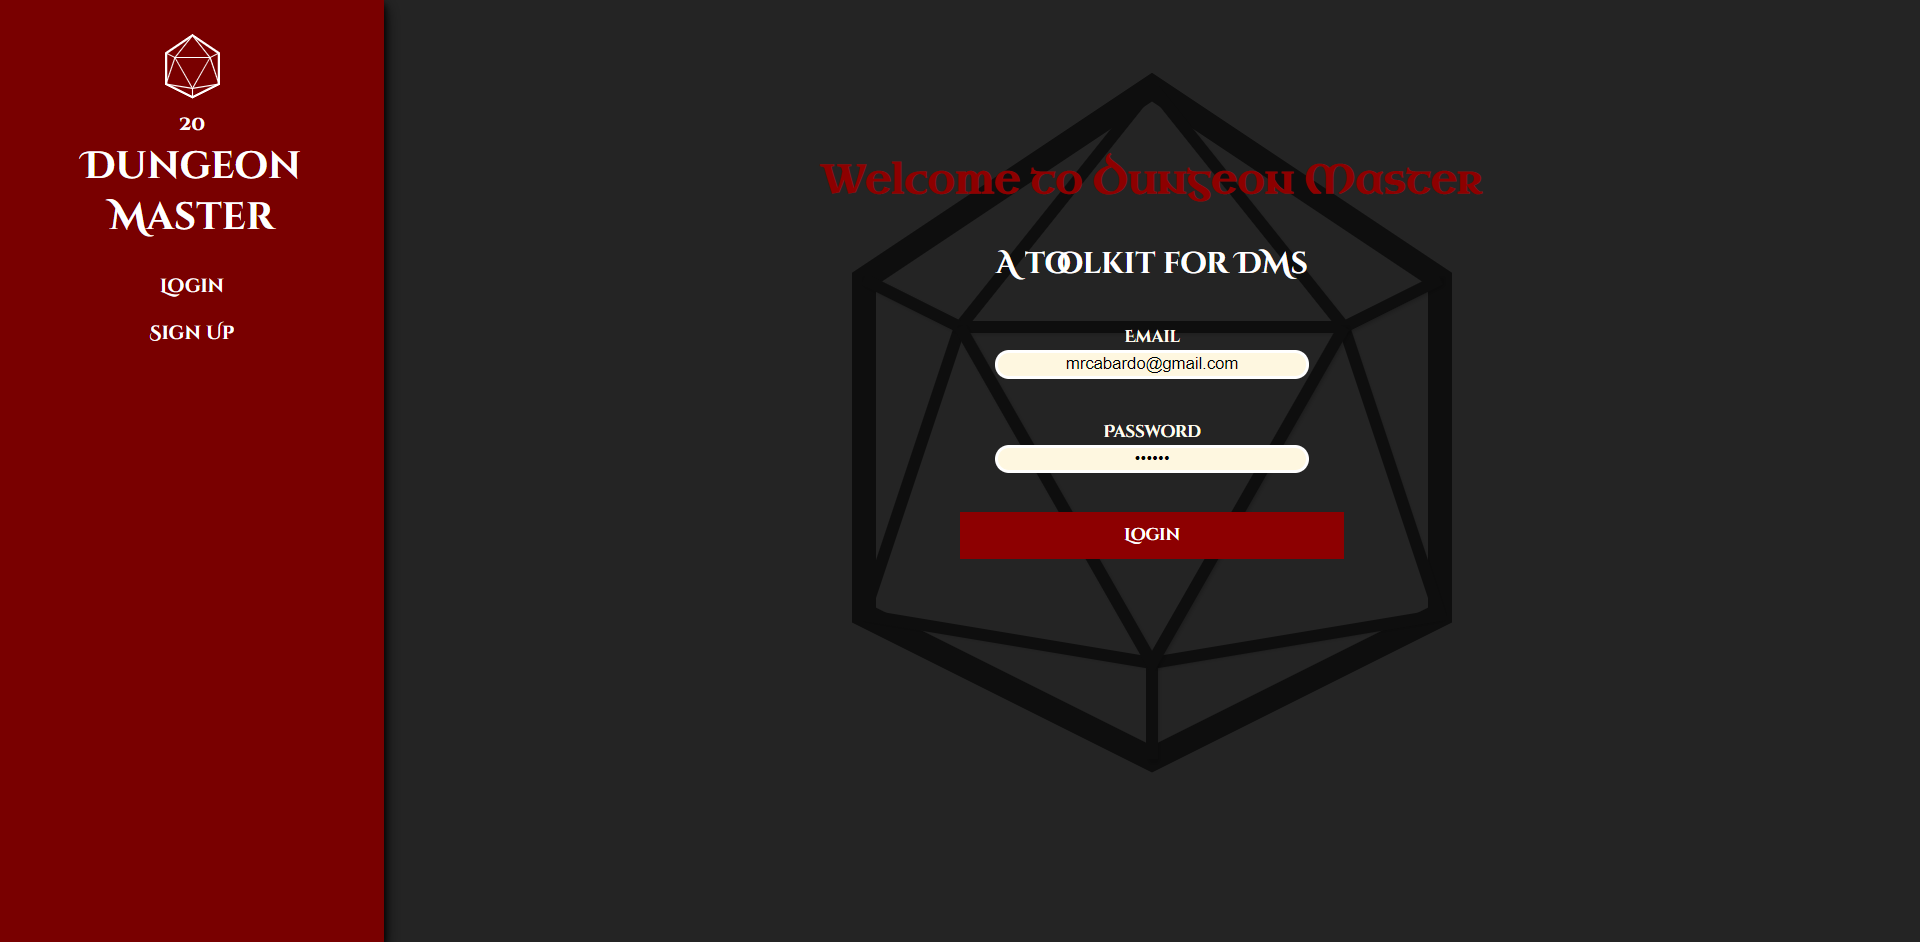 20
Dungeon
Master
Login
Sign Up
Welcome to Dungeon Master
A toolkit for DMs
Email
mrcabardo@gmail.com
Password
••••••
Login